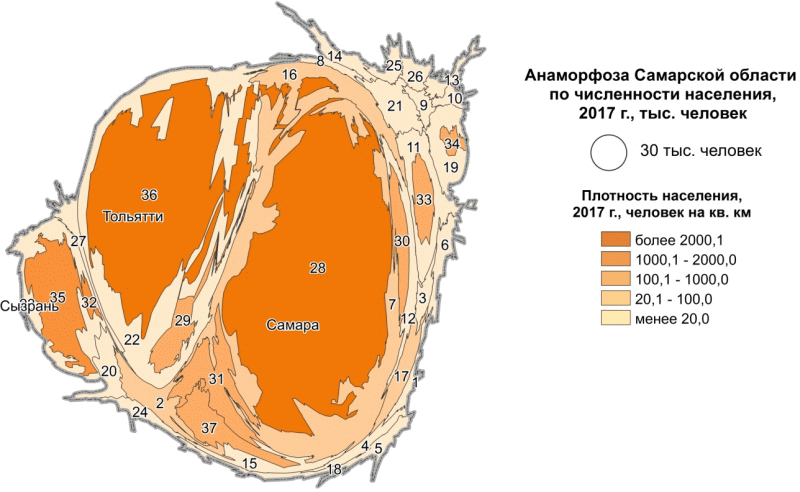 Анаморфоза Самарской области
по численности населения,
2017 г., тыс. человек
30 тыс. человек
Плотность населения,
2017 г., человек на кв. км
более 2000,1
1000,1 - 2000,0
100,1 - 1000,0
20,1 - 100,0
менее 20,0
8
14
16
25
26
13
21
9
10
11
34
19
36
Тольятти
33
27
30
6
28
35
Сызрань
32
7
3
29
12
Самара
22
20
31
17
1
2
24
37
15
4
5
18